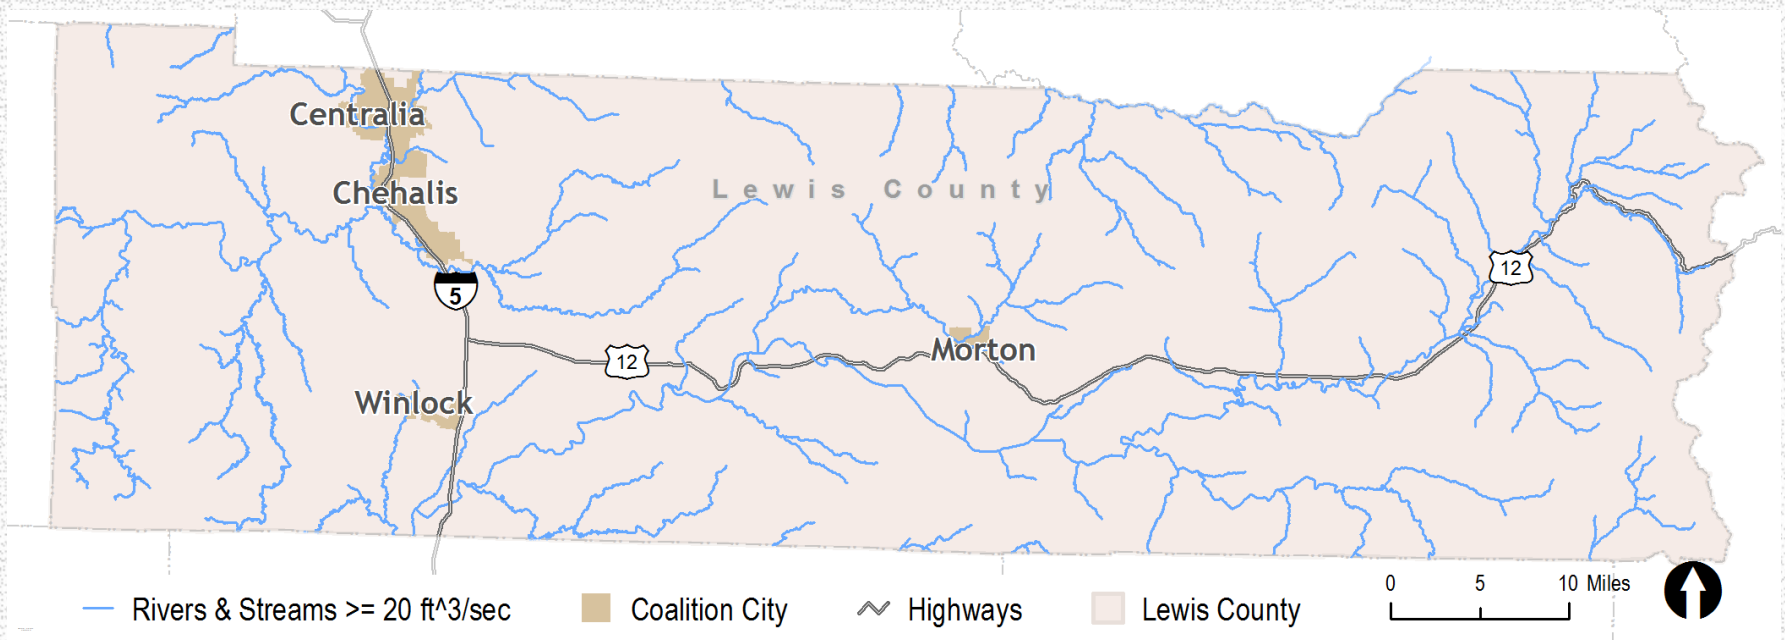 Centralia
Chehalis
Lewis County
5
12
12
Morton
Winlock
0 5 10 Miles
Rivers & Streams >= 20 ft^3/sec
Coalition City
Highways
Lewis County